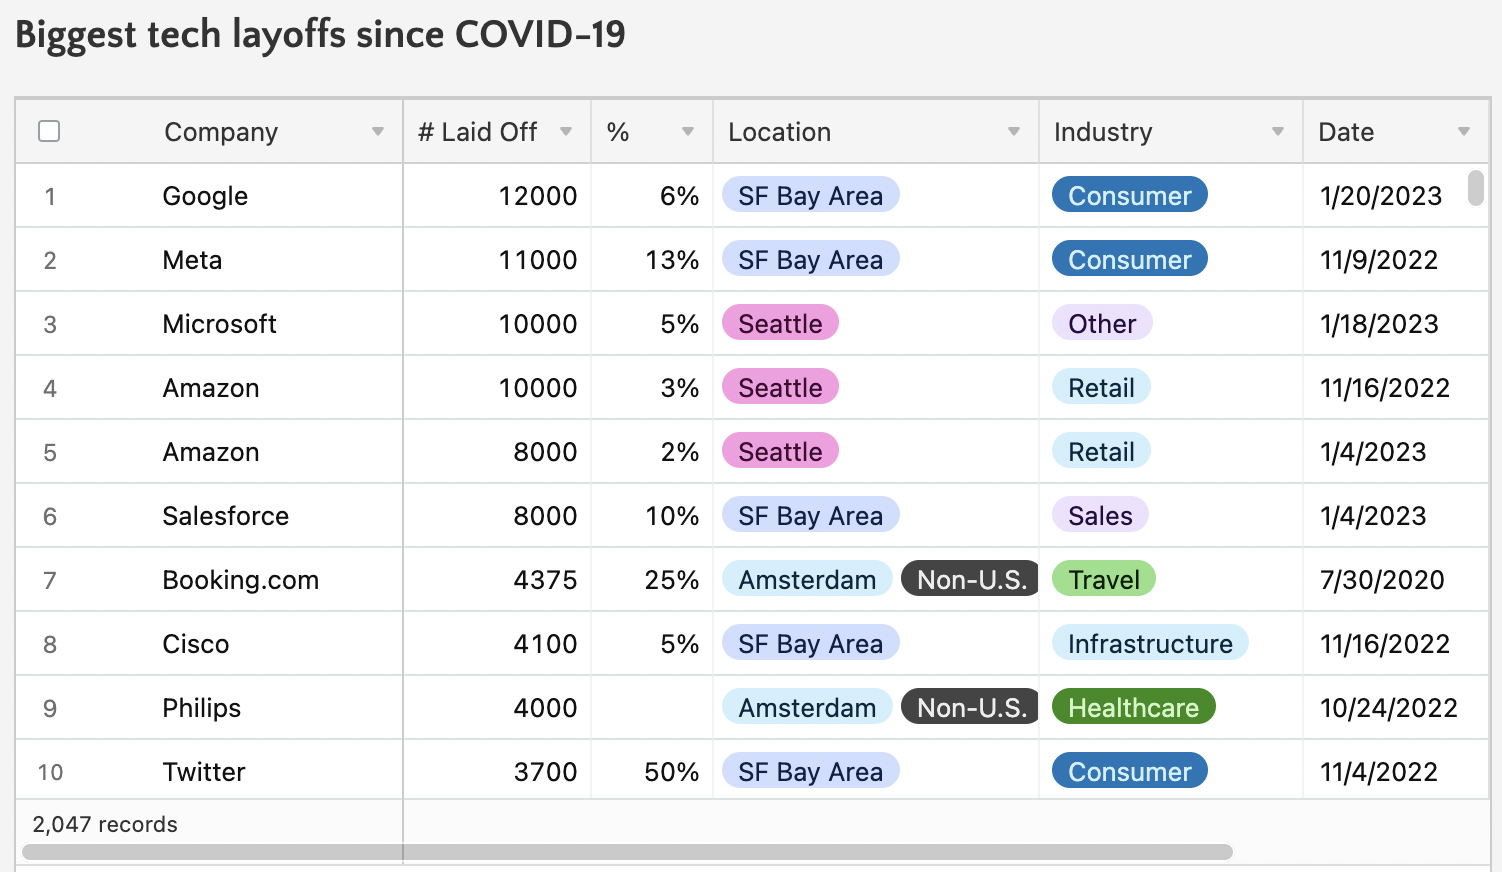 Biggest tech layoffs since COVID-19
Company # Laid Off % Location Industry Date
1 Google 12000 6% SF Bay Area Consumer 1/20/2023
2 Meta 11000 13% SF Bay Area Consumer 11/9/2022
3 Microsoft 10000 5% Seattle Other 1/18/2023
4 Amazon 10000 3% Seattle Retail 11/16/2022
5 Amazon 8000 2% Seattle Retail 1/4/2023
6 Salesforce 8000 10% SF Bay Area Sales 1/4/2023
7 Booking.com 4375 25% Amsterdam Non-U.S. Travel 7/30/2020
8 Cisco 4100 5% SF Bay Area Infrastructure 11/16/2022
9 Philips 4000 Amsterdam Non-U.S. Healthcare 10/24/2022
10 Twitter 3700 50% SF Bay Area Consumer 11/4/2022
2,047 records